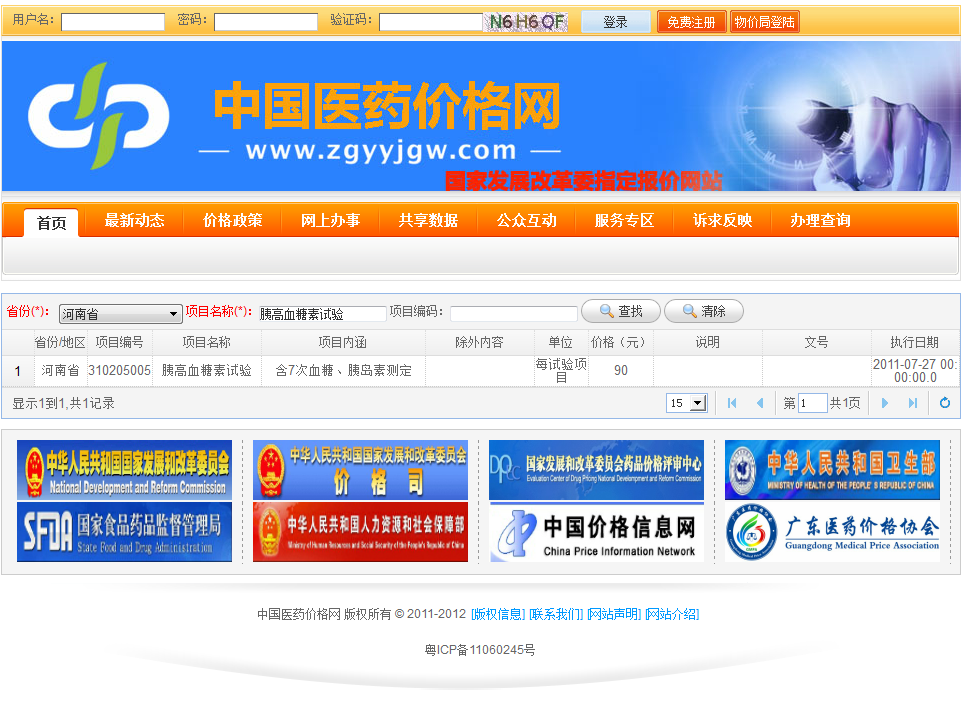 用户名： 密码： 验证码： N6H6QF 登录 免费注册 物价局登陆
中国医药价格网
www.zgyyjgw.com
国家发展改革委指定报价网站
首页 最新动态 价格政策 网上办事 共享数据 公众互动 服务专区 诉求反映 办理查询
省份(*)： 河南省 项目名称(*)： 胰高血糖素试验 项目编码： 查找 清除
省份/地区 项目编号 项目名称 项目内涵 除外内容 单位 价格（元） 说明 文号 执行日期
1 河南省 310205005 胰高血糖素试验 含7次血糖、胰岛素测定 每试验项目 90 2011-07-27 00:00:00.0
显示1到1,共1记录 15 第 1 共1页
中华人民共和国国家发展和改革委员会
National Development and Reform Commission
中华人民共和国国家发展和改革委员会
价格司
DPC
国家发展和改革委员会药品价格评审中心
Evaluation Center of Drug Pricing National Development and Reform Commission
中华人民共和国卫生部
MINISTRY OF HEALTH OF THE PEOPLE'S REPUBLIC OF CHINA
SFDA 国家食品药品监督管理局
State Food and Drug Administration
中华人民共和国人力资源和社会保障部
Ministry of Human Resources and Social Security of the People's Republic of China
中国价格信息网
China Price Information Network
广东医药价格协会
Guangdong Medical Price Association
中国医药价格网 版权所有 © 2011-2012 [版权信息] [联系我们] [网站声明] [网站介绍]
粤ICP备11060245号